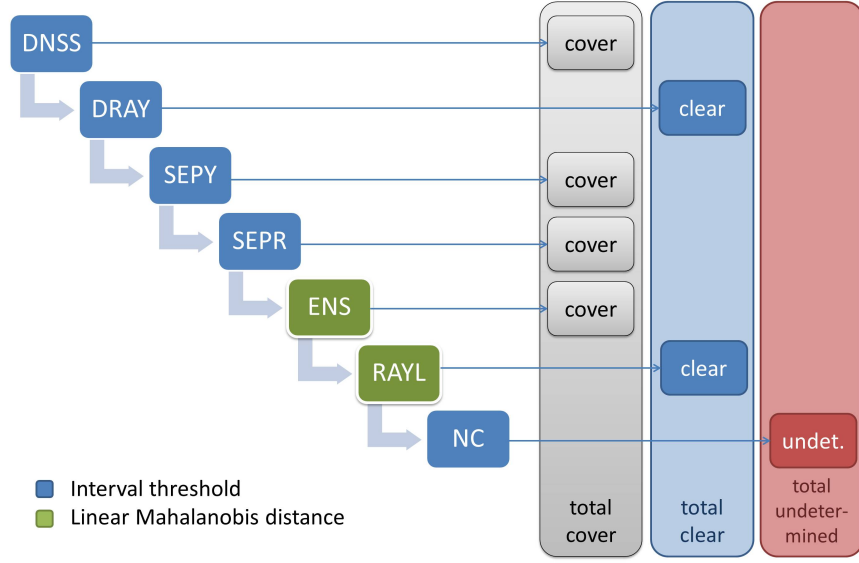 DNSS
cover
DRAY
clear
SEPY
cover
SEPR
cover
ENS
cover
RAYL
clear
NC
undet.
Interval threshold
Linear Mahalanobis distance
total
cover
total
clear
total
undeter-
mined